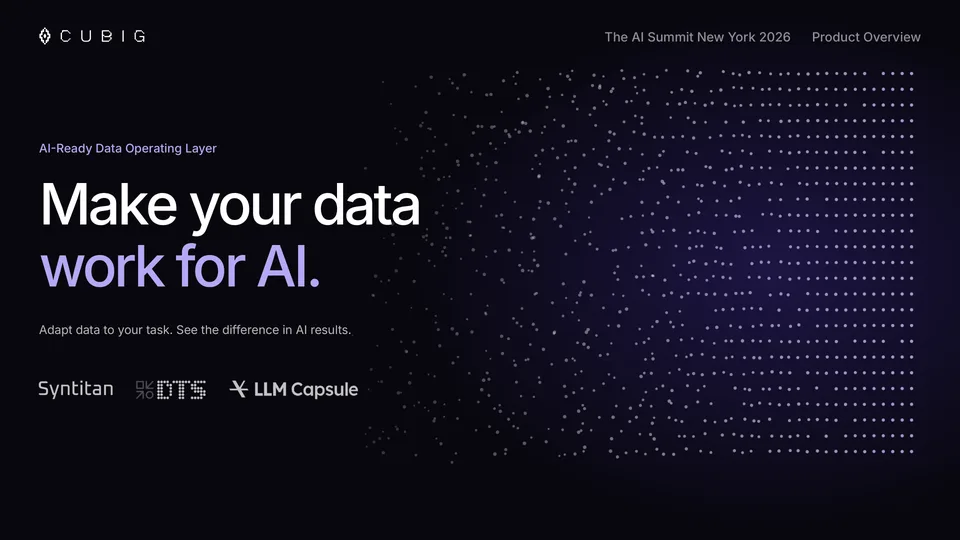 CUBIG
The AI Summit New York 2026 Product Overview
AI-Ready Data Operating Layer
Make your data
work for AI.
Adapt data to your task. See the difference in AI results.
Syntitan DTS LLM Capsule